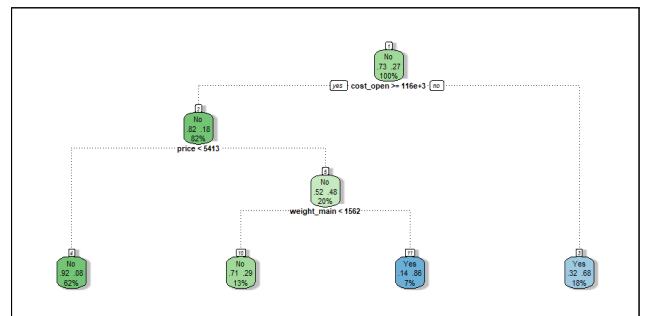 1
No
.73 .27
100%
yes cost_open >= 116e+3 no
2
No
.82 .18
82%
price < 5413
5
No
.52 .48
20%
weight_main < 1562
4
No
.92 .08
62%
10
No
.71 .29
13%
11
Yes
.14 .86
7%
3
Yes
.32 .68
18%